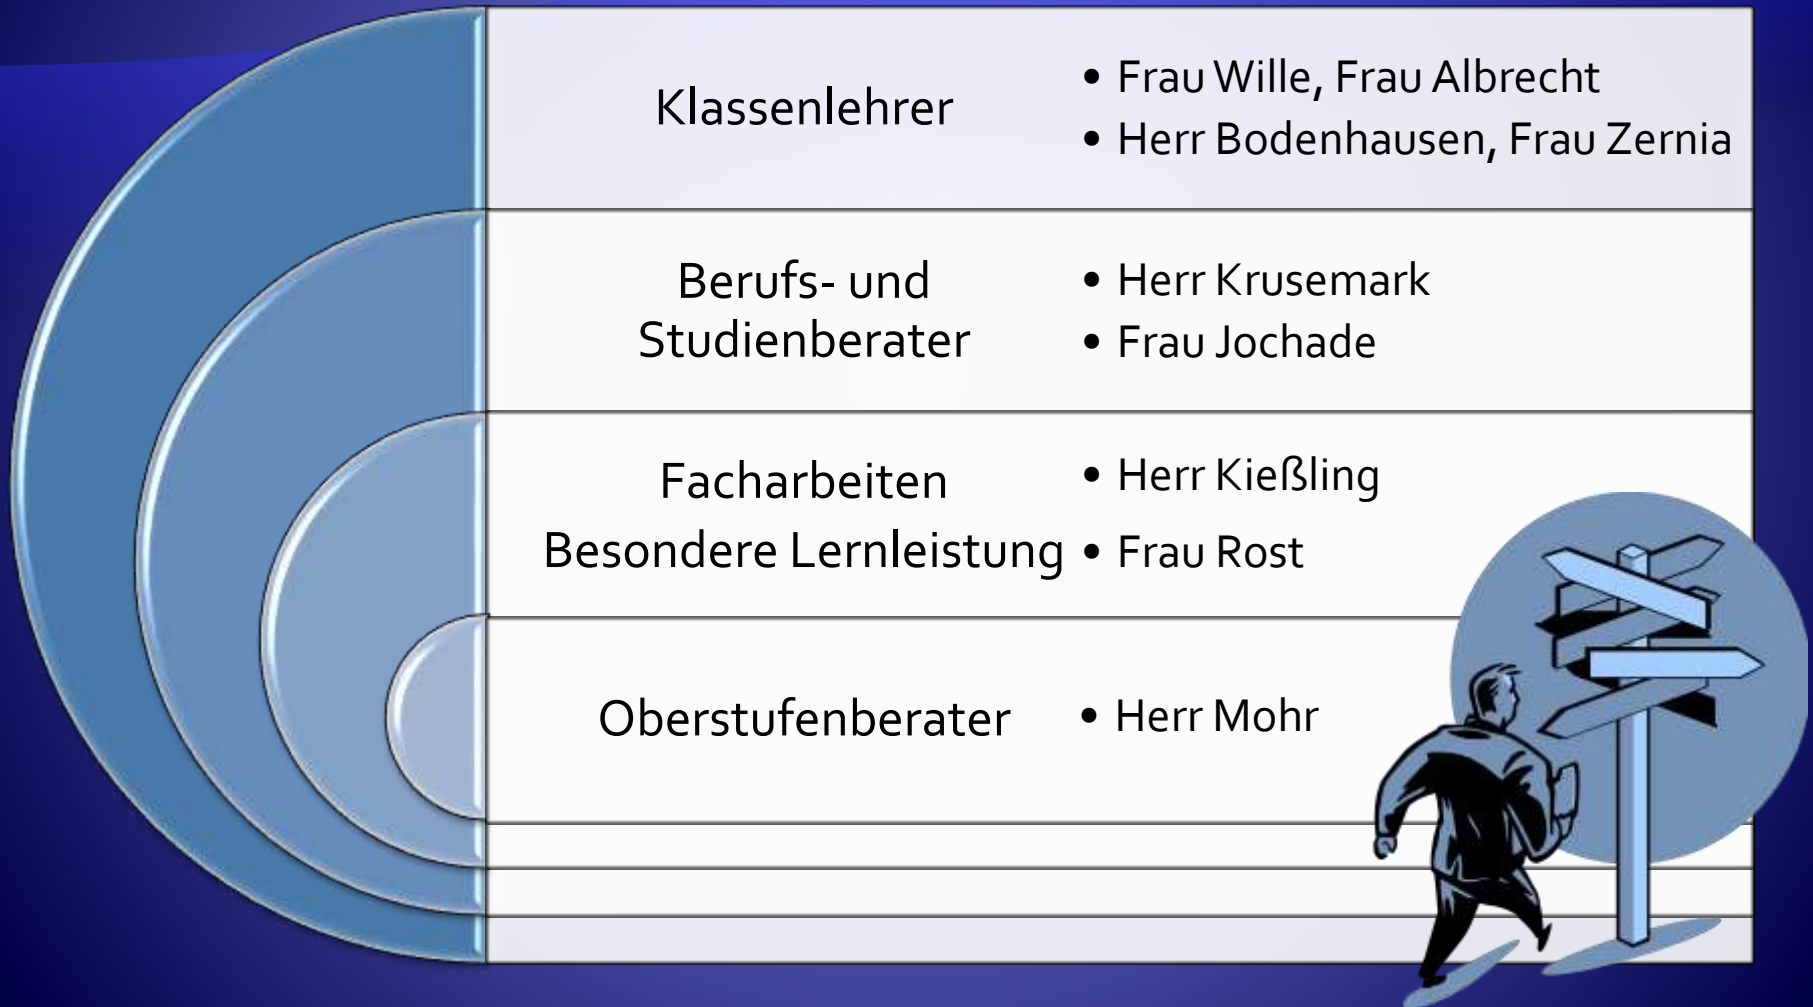 Klassenlehrer
• Frau Wille, Frau Albrecht
• Herr Bodenhausen, Frau Zernia
Berufs- und
Studienberater
• Herr Krusemark
• Frau Jochade
Facharbeiten
• Herr Kießling
Besondere Lernleistung
• Frau Rost
Oberstufenberater
• Herr Mohr